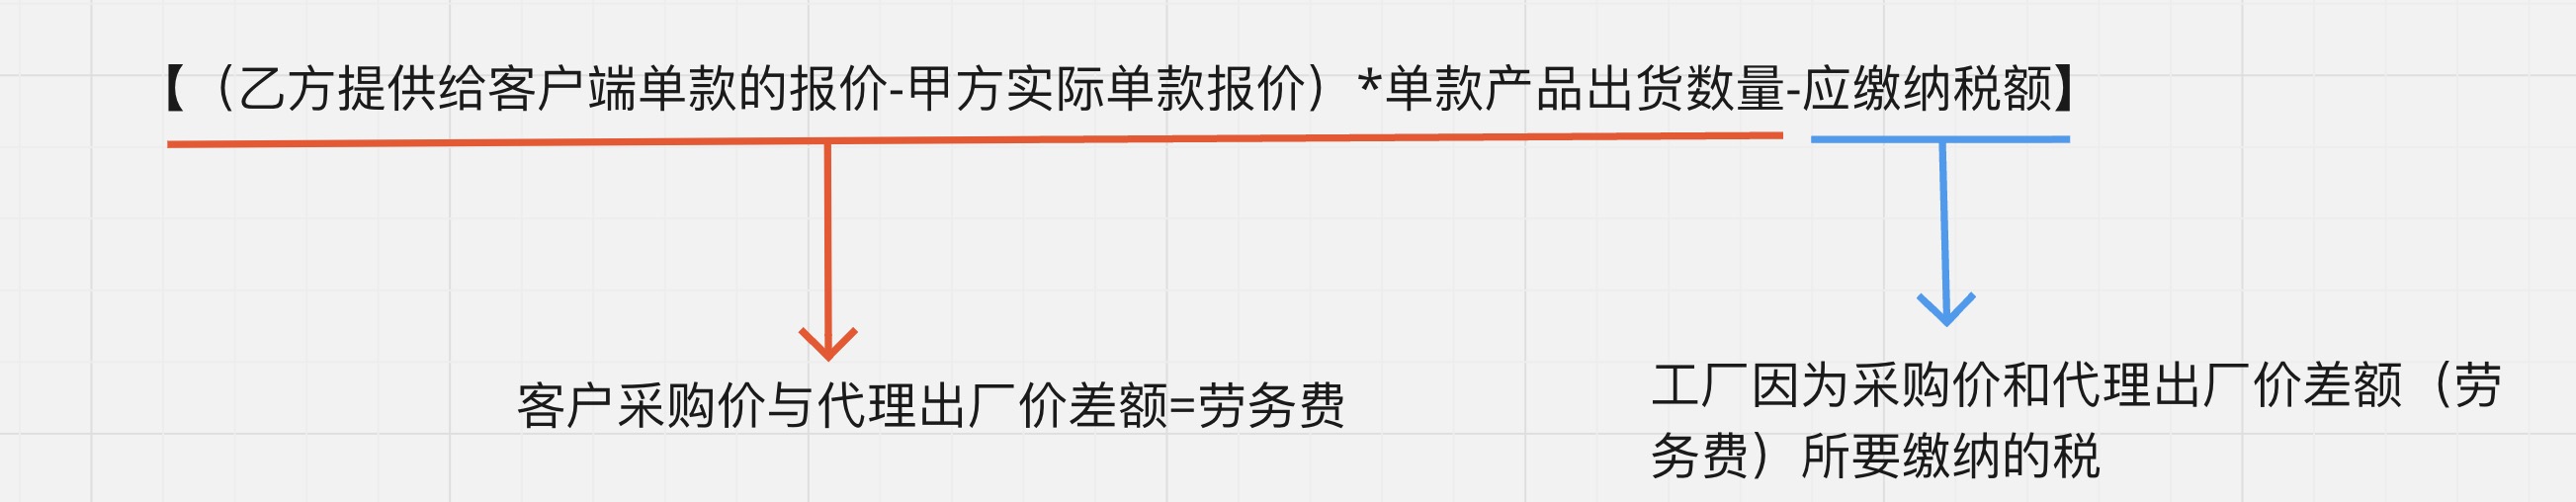 【（乙方提供给客户端单款的报价-甲方实际单款报价）*单款产品出货数量-应缴纳税额】
客户采购价与代理出厂价差额=劳务费
工厂因为采购价和代理出厂价差额（劳
务费）所要缴纳的税